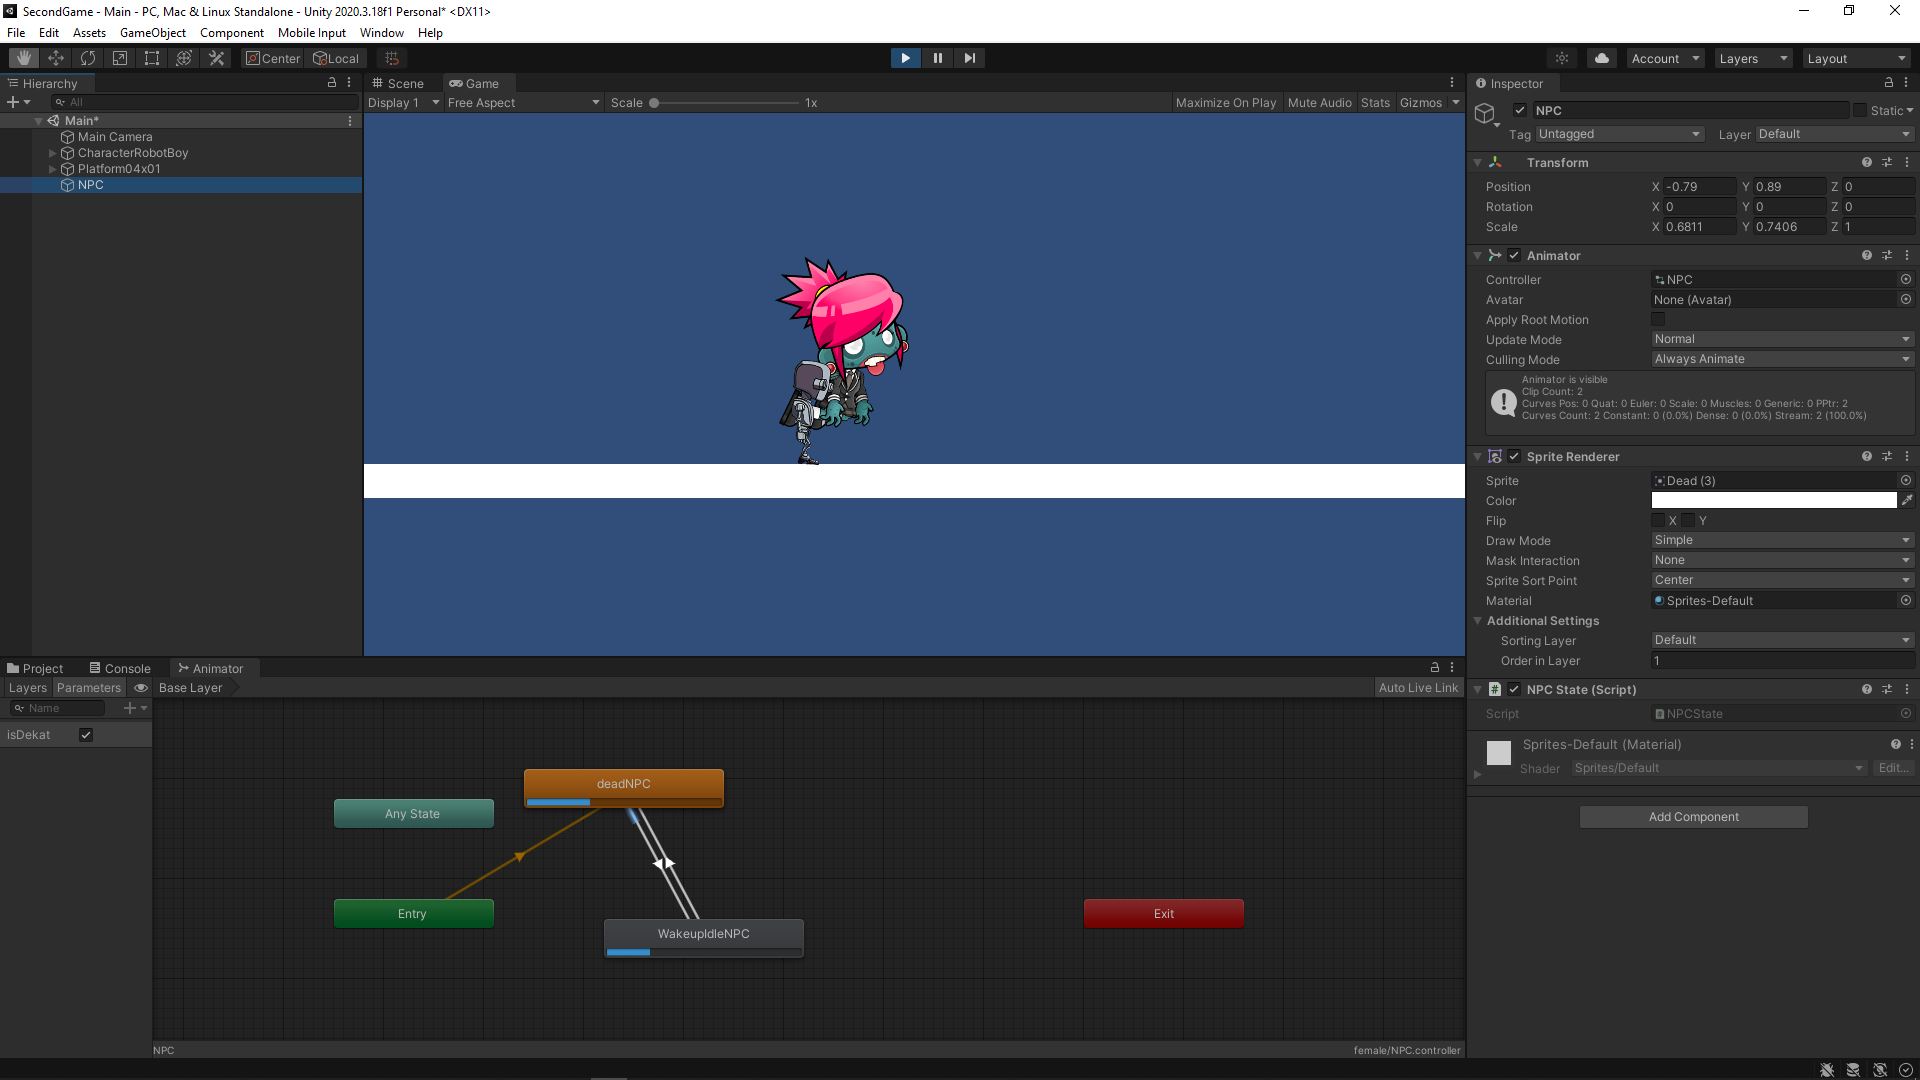 SecondGame - Main - PC, Mac & Linux Standalone - Unity 2020.3.18f1 Personal* <DX11>
File Edit Assets GameObject Component Mobile Input Window Help
Center Local Account Layers Layout
Hierarchy
All
Main*
Main Camera
CharacterRobotBoy
Platform04x01
NPC
Scene Game
Display 1 Free Aspect Scale 1x Maximize On Play Mute Audio Stats Gizmos
Inspector
NPC Static
Tag Untagged Layer Default
Transform
Position X -0.79 Y 0.89 Z 0
Rotation X 0 Y 0 Z 0
Scale X 0.6811 Y 0.7406 Z 1
Animator
Controller NPC
Avatar None (Avatar)
Apply Root Motion
Update Mode Normal
Culling Mode Always Animate
Animator is visible
Clip Count: 2
Curves Pos: 0 Quat: 0 Euler: 0 Scale: 0 Muscles: 0 Generic: 0 PPtr: 2
Curves Count: 2 Constant: 0 (0.0%) Dense: 0 (0.0%) Stream: 2 (100.0%)
Sprite Renderer
Sprite Dead (3)
Color
Flip X Y
Draw Mode Simple
Mask Interaction None
Sprite Sort Point Center
Material Sprites-Default
Additional Settings
Sorting Layer Default
Order in Layer 1
NPC State (Script)
Script NPCState
Sprites-Default (Material)
Shader Sprites/Default Edit...
Add Component
Project Console Animator
Layers Parameters Base Layer Auto Live Link
Name
isDekat
deadNPC
Any State
Entry
WakeupIdleNPC
Exit
NPC female/NPC.controller